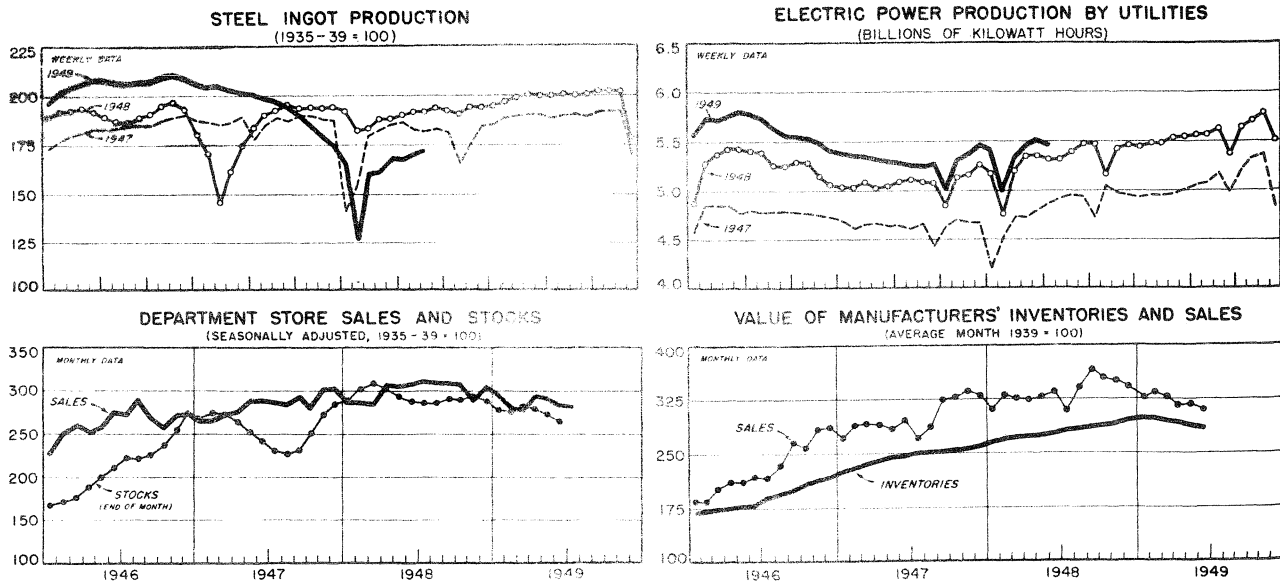 STEEL INGOT PRODUCTION
(1935-39 = 100)
225
200
175
150
125
100
WEEKLY DATA
1949
1948
1947
ELECTRIC POWER PRODUCTION BY UTILITIES
(BILLIONS OF KILOWATT HOURS)
6.5
6.0
5.5
5.0
4.5
4.0
WEEKLY DATA
1949
1948
1947
DEPARTMENT STORE SALES AND STOCKS
(SEASONALLY ADJUSTED, 1935-39 = 100)
350
300
250
200
150
100
MONTHLY DATA
SALES
STOCKS
(END OF MONTH)
1946 1947 1948 1949
VALUE OF MANUFACTURERS' INVENTORIES AND SALES
(AVERAGE MONTH 1939 = 100)
400
325
250
175
100
MONTHLY DATA
SALES
INVENTORIES
1946 1947 1948 1949